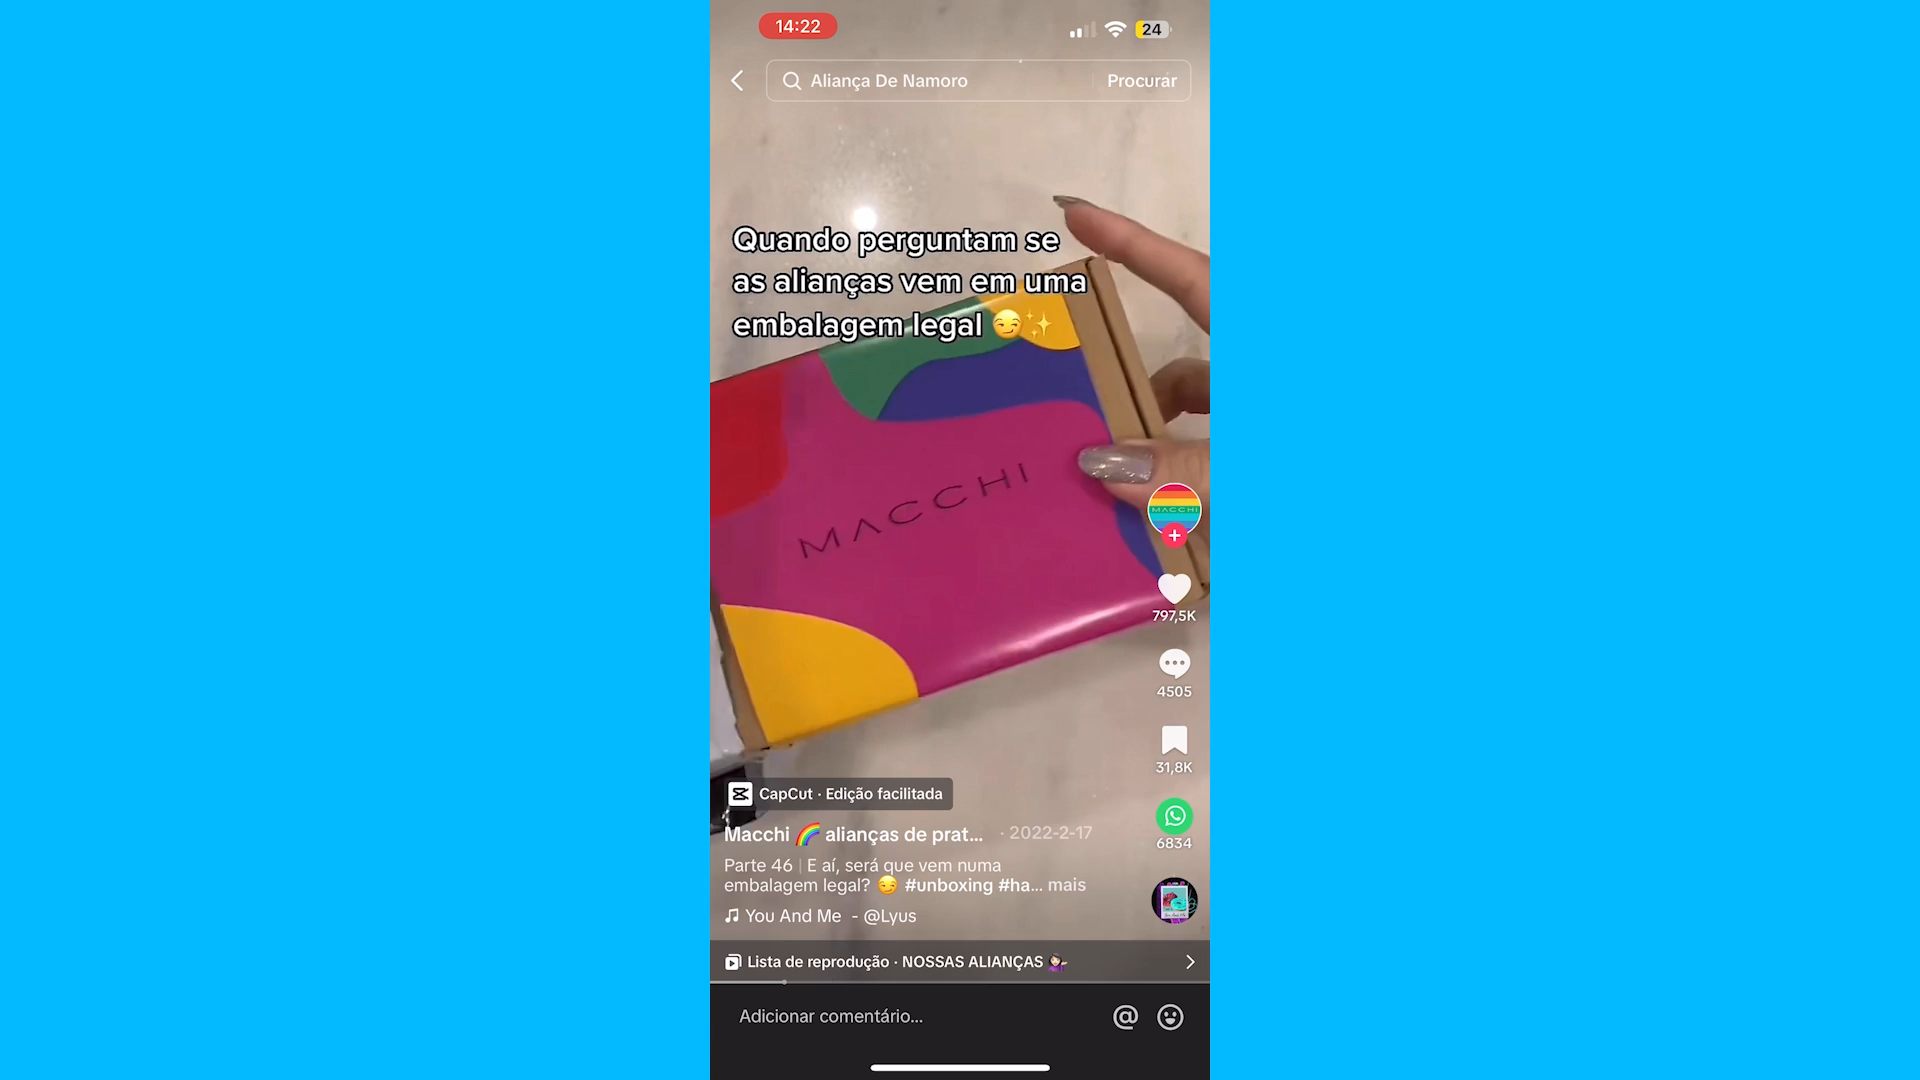 14:22
24
Aliança De Namoro
Procurar
Quando perguntam se
as alianças vem em uma
embalagem legal 😏✨
MACCHI
MACCHI
797,5K
4505
31,8K
CapCut · Edição facilitada
Macchi 🌈 alianças de prat... · 2022-2-17
6834
Parte 46 | E aí, será que vem numa
embalagem legal? 😏 #unboxing #ha... mais
You And Me - @Lyus
Lista de reprodução · NOSSAS ALIANÇAS 💁🏻‍♀️
Adicionar comentário...
@